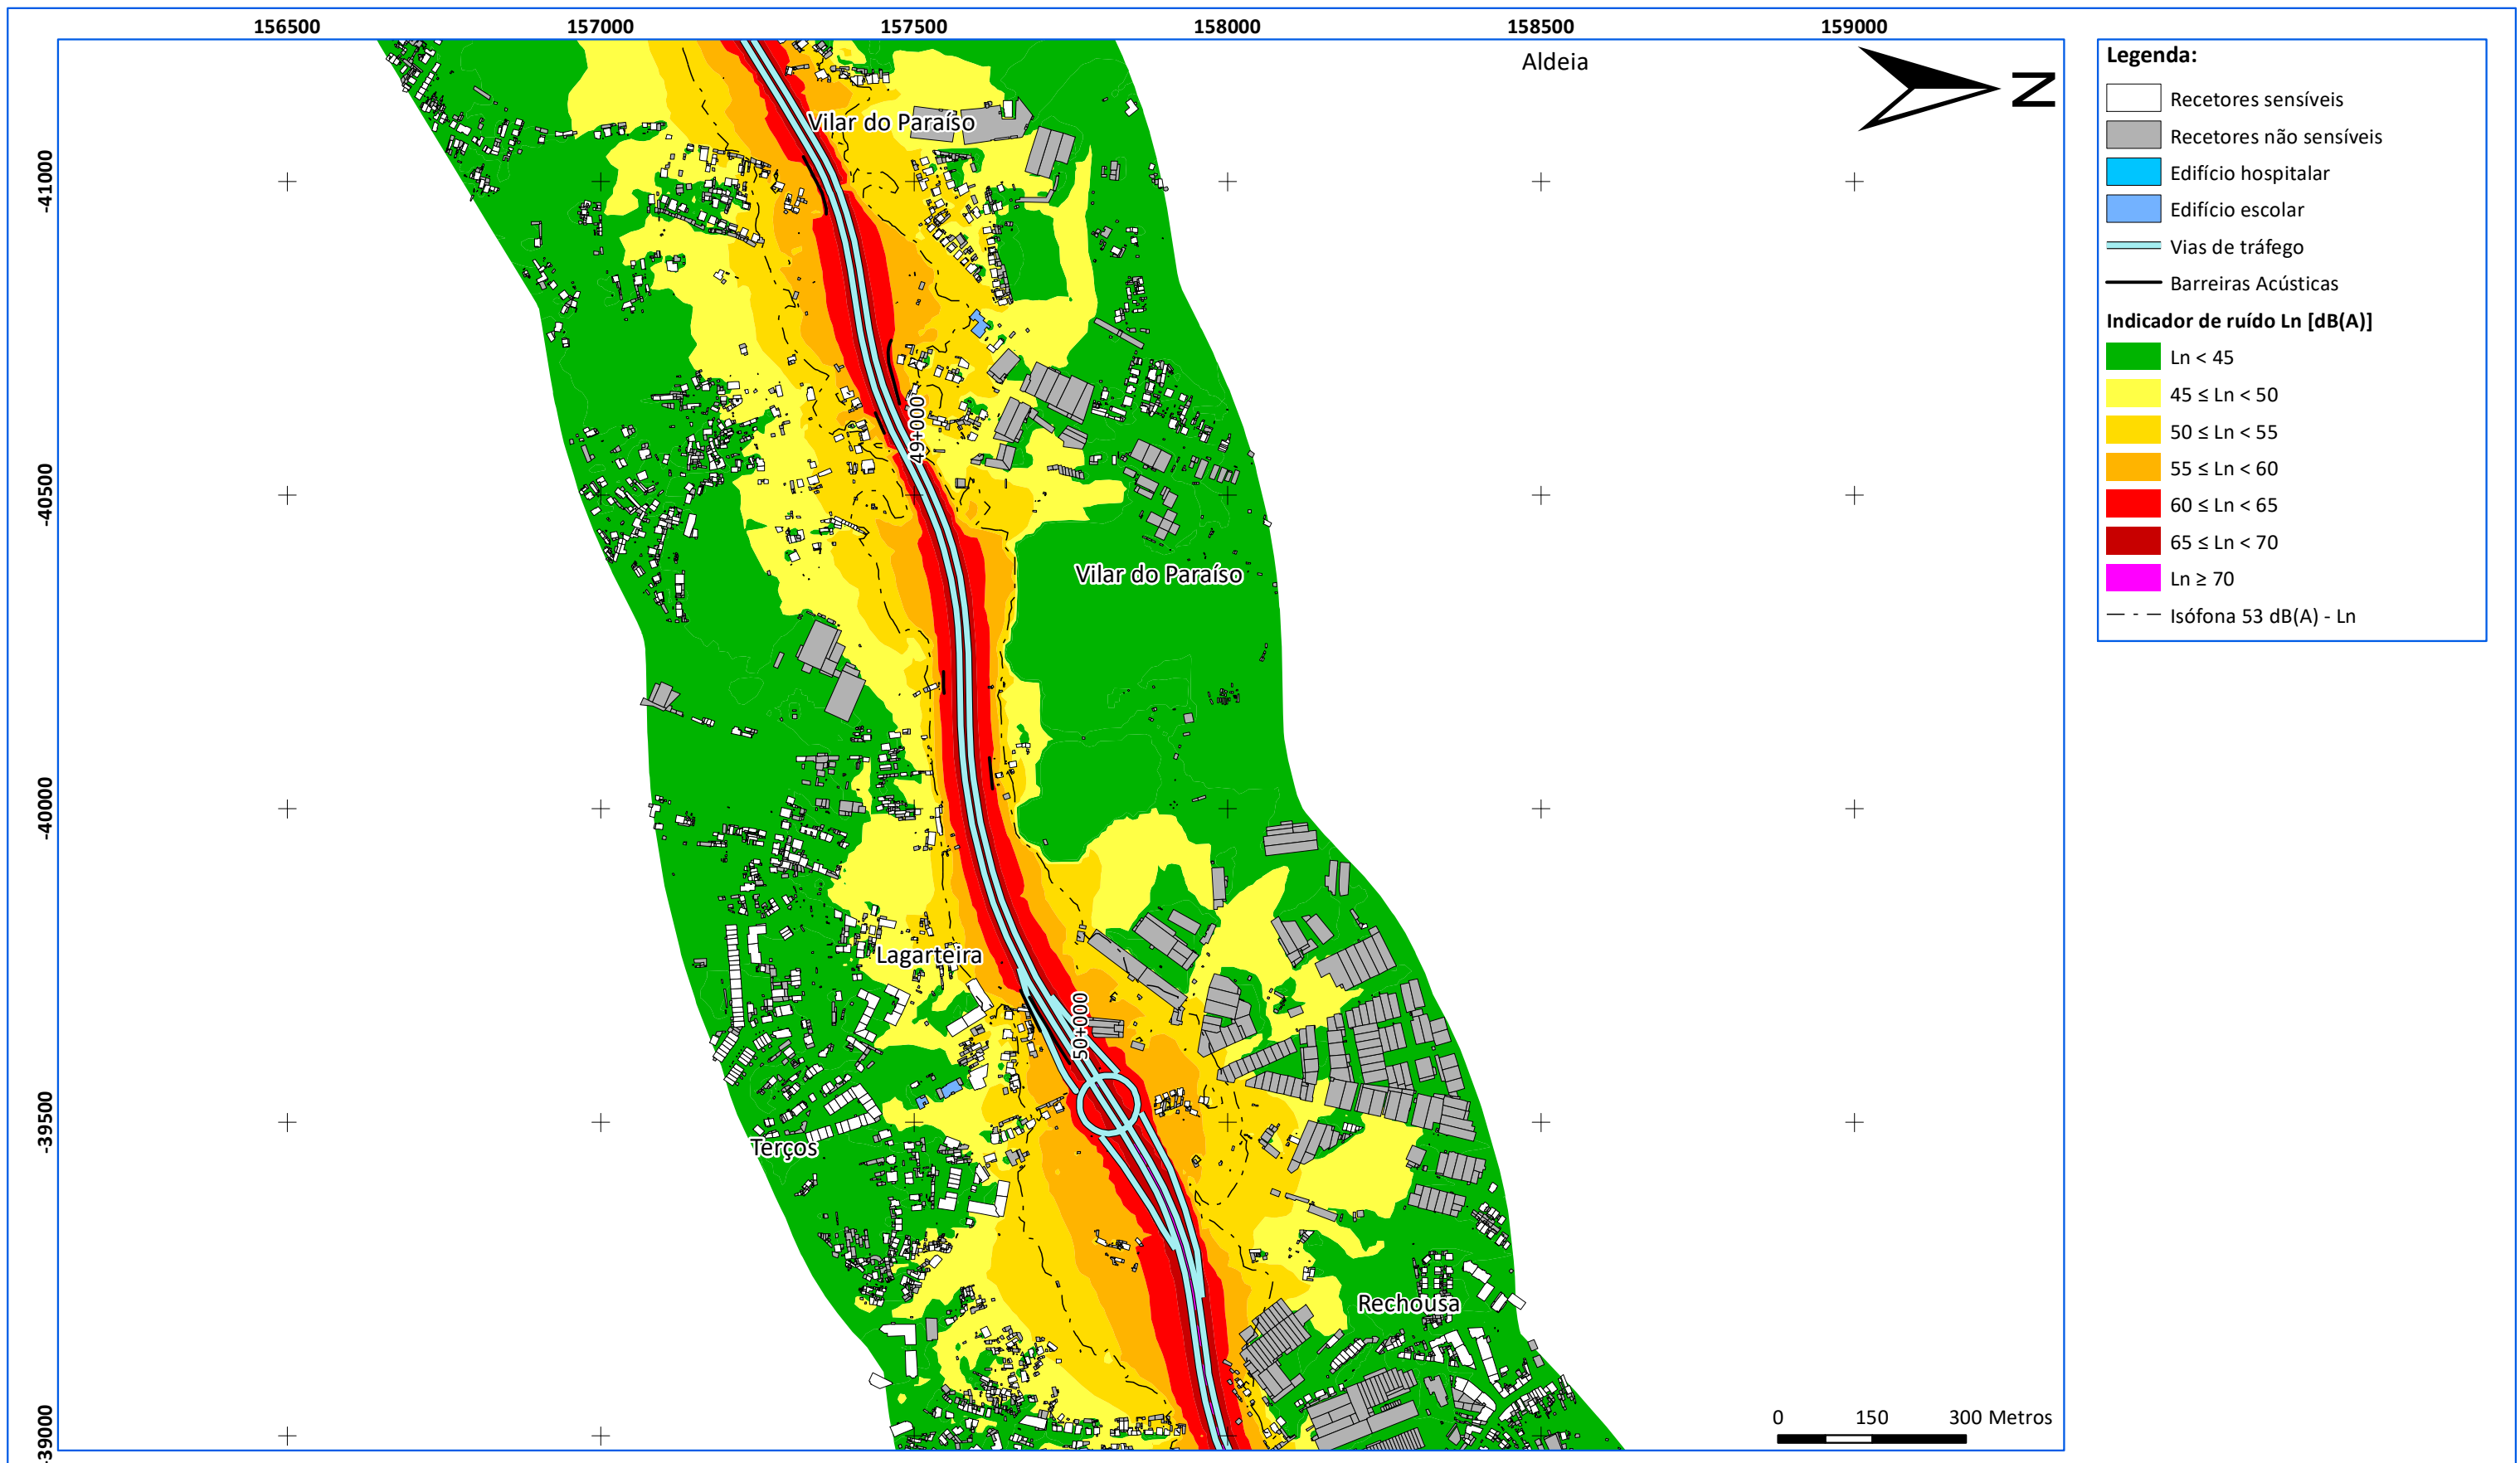 156500 157000 157500 158000 158500 159000
Aldeia
N
Vilar do Paraíso
-41000
49+000
-40500
Vilar do Paraíso
-40000
Lagarteira
50+000
-39500
Terços
Rechousa
-39000
0 150 300 Metros
Legenda:
Recetores sensíveis
Recetores não sensíveis
Edifício hospitalar
Edifício escolar
Vias de tráfego
Barreiras Acústicas
Indicador de ruído Ln [dB(A)]
Ln < 45
45 ≤ Ln < 50
50 ≤ Ln < 55
55 ≤ Ln < 60
60 ≤ Ln < 65
65 ≤ Ln < 70
Ln ≥ 70
Isófona 53 dB(A) - Ln